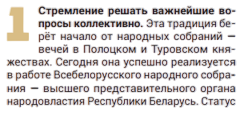 1 Стремление решать важнейшие во-
просы коллективно. Эта традиция бе-
рёт начало от народных собраний —
вечей в Полоцком и Туровском кня-
жествах. Сегодня она успешно реализуется
в работе Всебелорусского народного собра-
ния — высшего представительного органа
народовластия Республики Беларусь. Статус